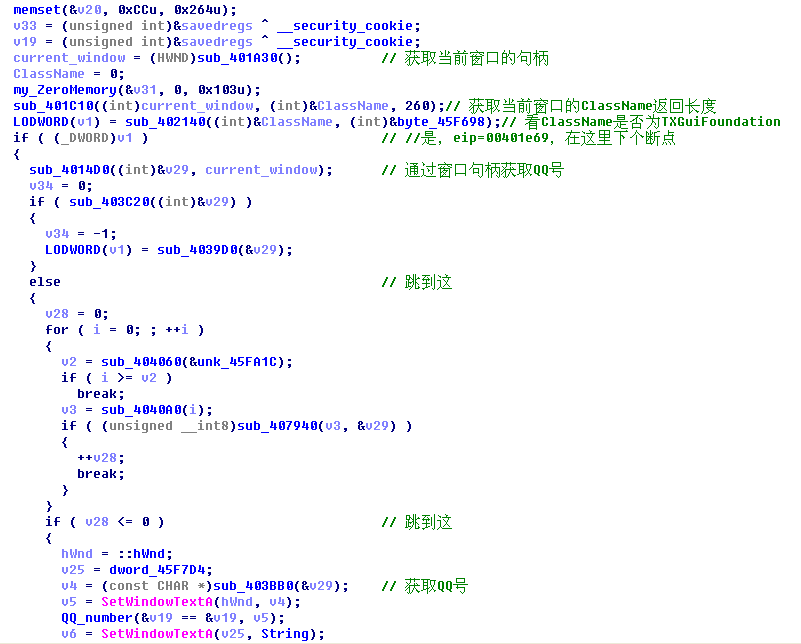 memset(&v20, 0xCCu, 0x264u);
v33 = (unsigned int)&savedregs ^ __security_cookie;
v19 = (unsigned int)&savedregs ^ __security_cookie;
current_window = (HWND)sub_401A30(); // 获取当前窗口的句柄
ClassName = 0;
my_ZeroMemory(&v31, 0, 0x103u);
sub_401C10((int)current_window, (int)&ClassName, 260);// 获取当前窗口的ClassName返回长度
LODWORD(v1) = sub_402140((int)&ClassName, (int)&byte_45F698);// 看ClassName是否为TXGuiFoundation
if ( (_DWORD)v1 ) // //是，eip=00401e69，在这里下个断点
{
sub_4014D0((int)&v29, current_window); // 通过窗口句柄获取QQ号
v34 = 0;
if ( sub_403C20((int)&v29) )
{
v34 = -1;
LODWORD(v1) = sub_4039D0(&v29);
}
else // 跳到这
{
v28 = 0;
for ( i = 0; ; ++i )
{
v2 = sub_404060(&unk_45FA1C);
if ( i >= v2 )
break;
v3 = sub_4040A0(i);
if ( (unsigned __int8)sub_407940(v3, &v29) )
{
++v28;
break;
}
}
if ( v28 <= 0 ) // 跳到这
{
hWnd = ::hWnd;
v25 = dword_45F7D4;
v4 = (const CHAR *)sub_403BB0(&v29); // 获取QQ号
v5 = SetWindowTextA(hWnd, v4);
QQ_number(&v19 == &v19, v5);
v6 = SetWindowTextA(v25, String);